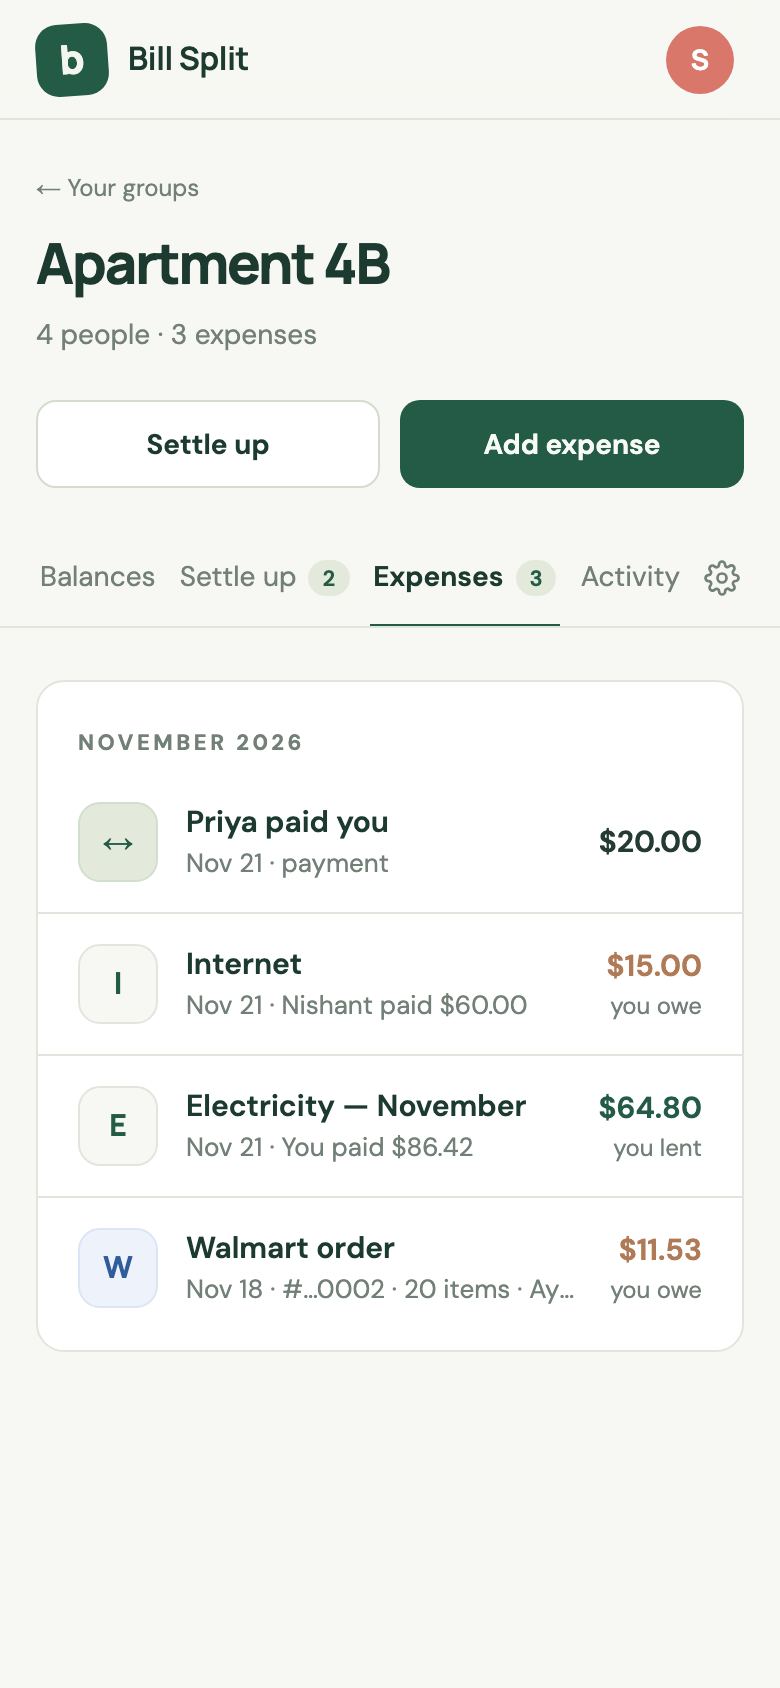 b Bill Split S
← Your groups
Apartment 4B
4 people · 3 expenses
Settle up Add expense
Balances Settle up 2 Expenses 3 Activity
NOVEMBER 2026
Priya paid you $20.00
Nov 21 · payment
I Internet $15.00
Nov 21 · Nishant paid $60.00 you owe
E Electricity — November $64.80
Nov 21 · You paid $86.42 you lent
W Walmart order $11.53
Nov 18 · #…0002 · 20 items · Ay… you owe